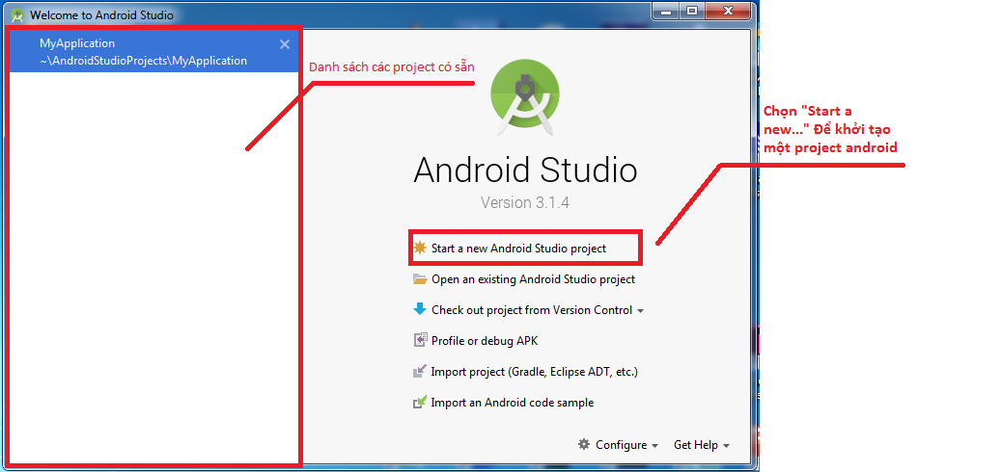 Welcome to Android Studio
MyApplication
~\AndroidStudioProjects\MyApplication
Danh sách các project có sẵn
Chọn "Start a
new..." Để khởi tạo
một project android
Android Studio
Version 3.1.4
Start a new Android Studio project
Open an existing Android Studio project
Check out project from Version Control
Profile or debug APK
Import project (Gradle, Eclipse ADT, etc.)
Import an Android code sample
Configure
Get Help